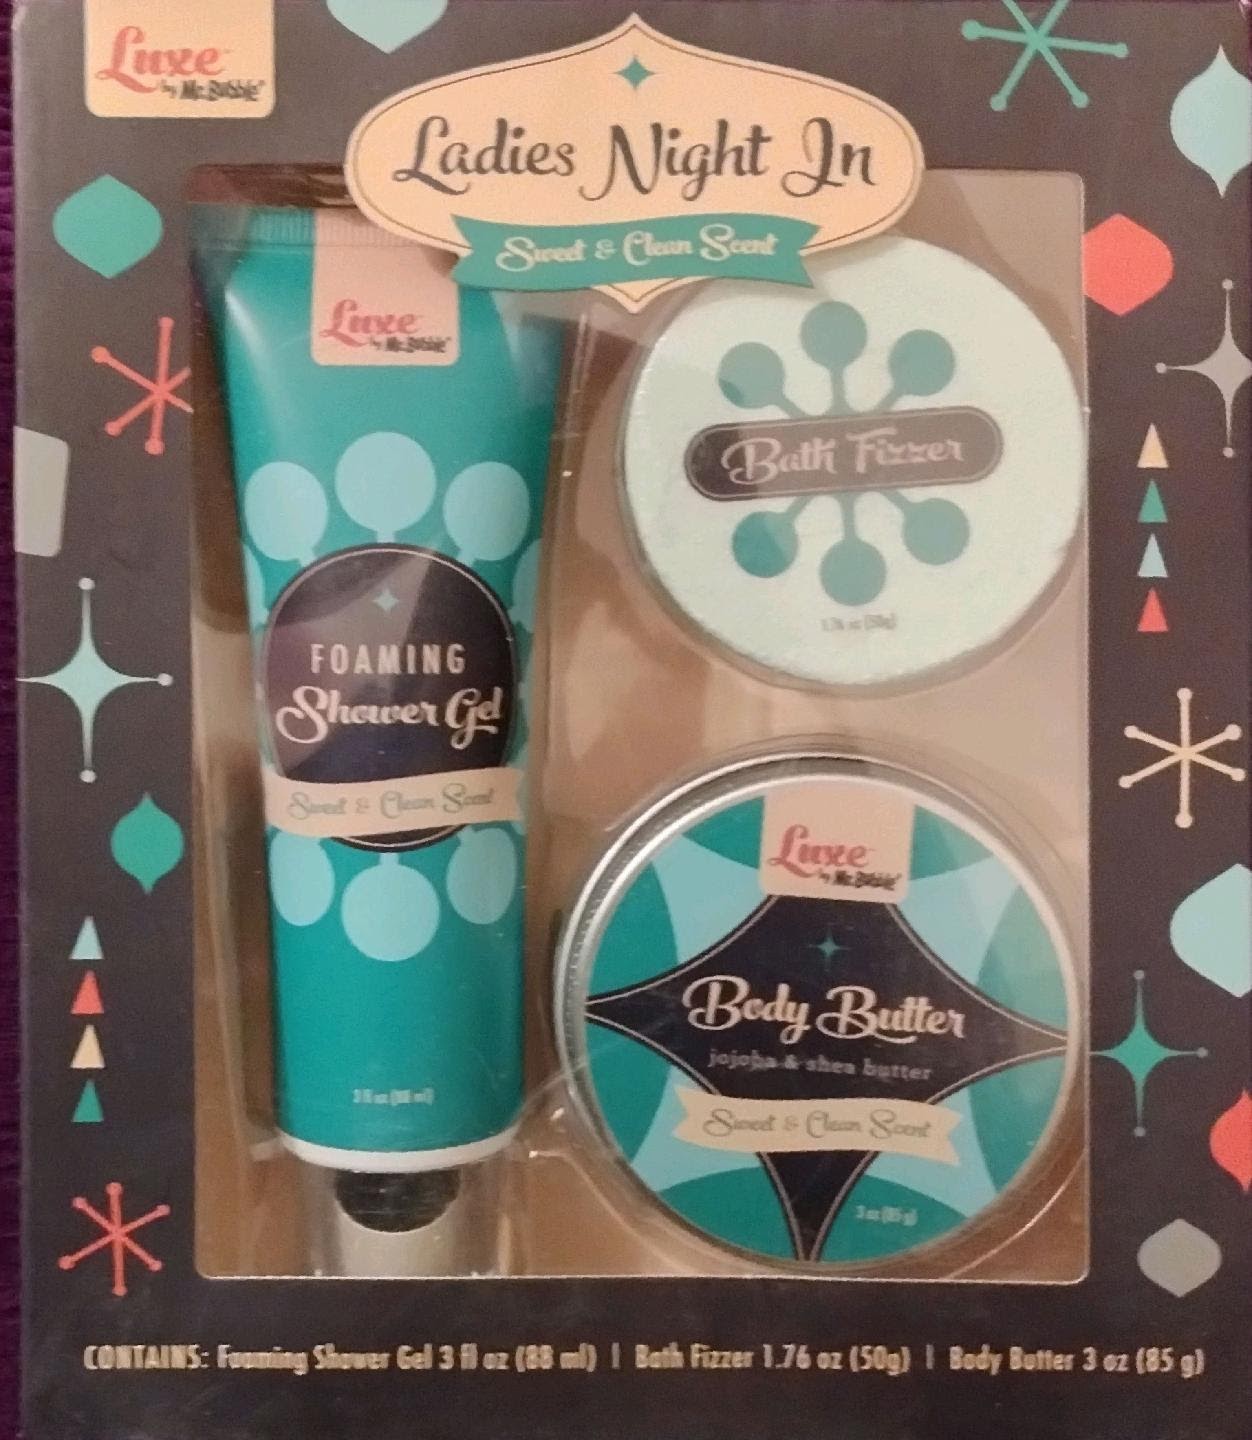 Luxe
by Mr. Bubble®
Ladies Night In
Sweet & Clean Scent
Luxe
by Mr. Bubble®
FOAMING
Shower Gel
Sweet & Clean Scent
3 fl oz (88 ml)
Bath Fizzer
1.76 oz (50g)
Luxe
by Mr. Bubble®
Body Butter
jojoba & shea butter
Sweet & Clean Scent
3 oz (85 g)
CONTAINS: Foaming Shower Gel 3 fl oz (88 ml) | Bath Fizzer 1.76 oz (50g) | Body Butter 3 oz (85 g)